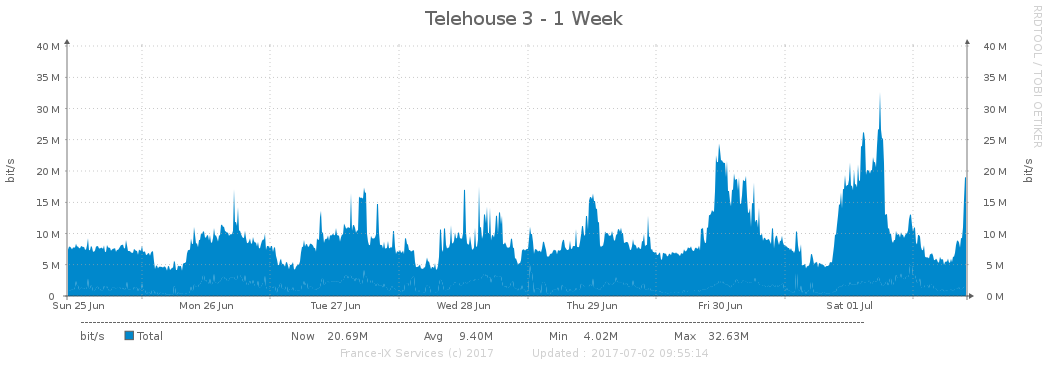 Telehouse 3 - 1 Week
RRDTOOL / TOBI OETIKER
bit/s
40 M 40 M
35 M 35 M
30 M 30 M
25 M 25 M
20 M 20 M
15 M 15 M
10 M 10 M
5 M 5 M
0 0 M
bit/s
Sun 25 Jun Mon 26 Jun Tue 27 Jun Wed 28 Jun Thu 29 Jun Fri 30 Jun Sat 01 Jul
bit/s Total Now 20.69M Avg 9.40M Min 4.02M Max 32.63M
France-IX Services (c) 2017 Updated : 2017-07-02 09:55:14